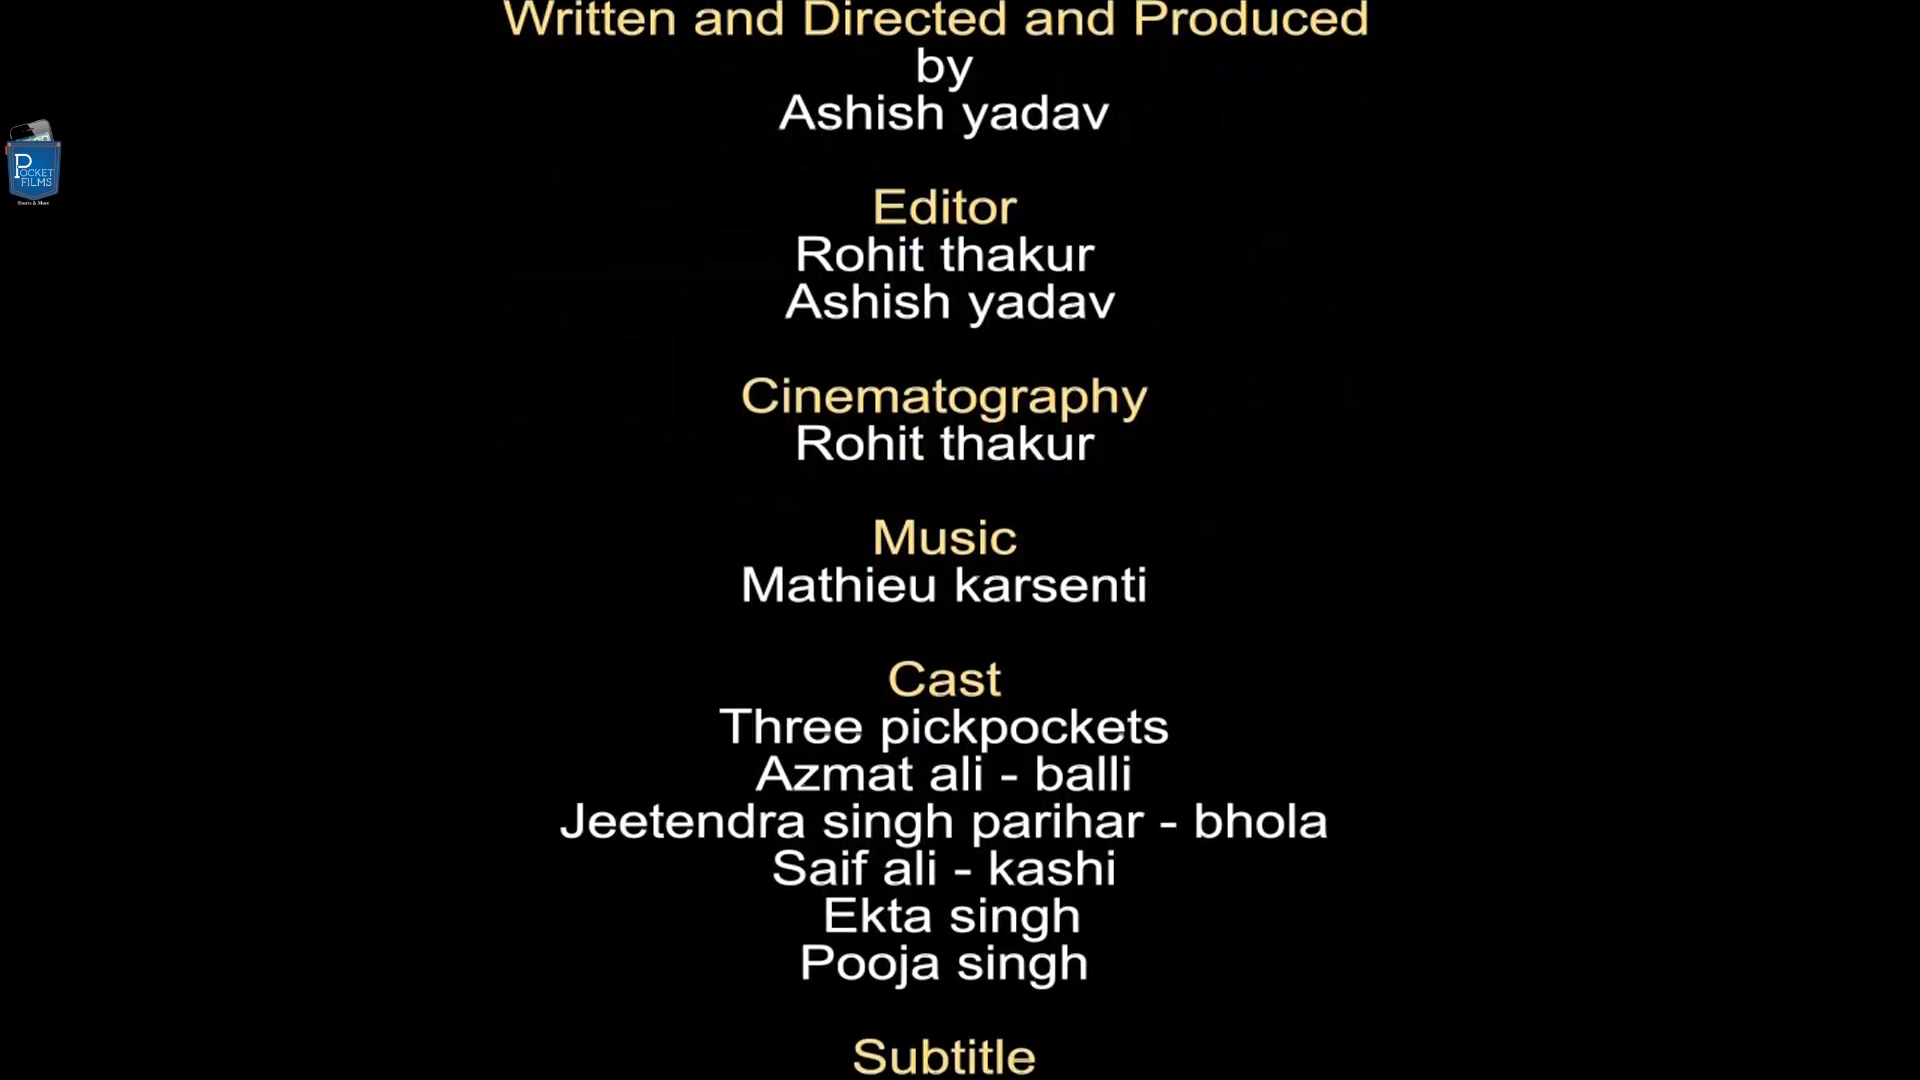 Written and Directed and Produced
by
Ashish yadav
POCKET
FILMS
Shorts & More
Editor
Rohit thakur
Ashish yadav
Cinematography
Rohit thakur
Music
Mathieu karsenti
Cast
Three pickpockets
Azmat ali - balli
Jeetendra singh parihar - bhola
Saif ali - kashi
Ekta singh
Pooja singh
Subtitle